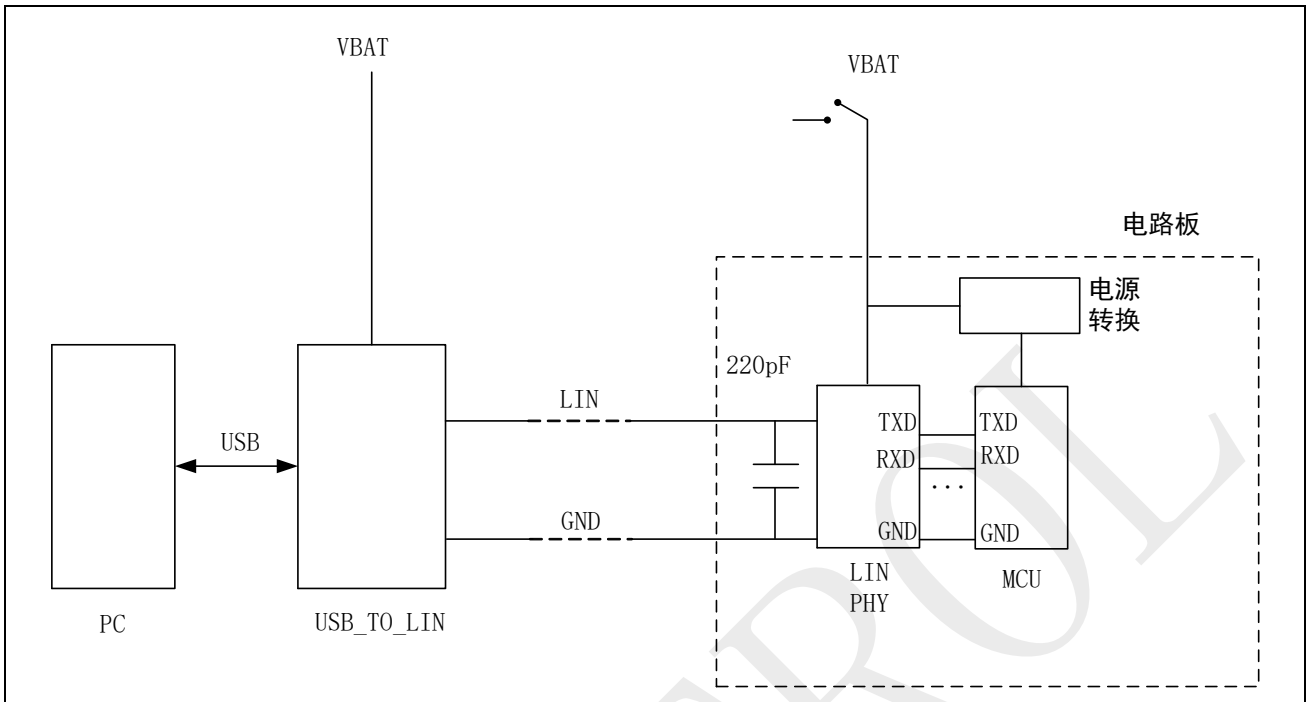 VBAT
VBAT
电路板
电源
转换
220pF
LIN
TXD
TXD
USB
RXD
RXD
...
GND
GND
GND
LIN
PHY
MCU
PC
USB_TO_LIN